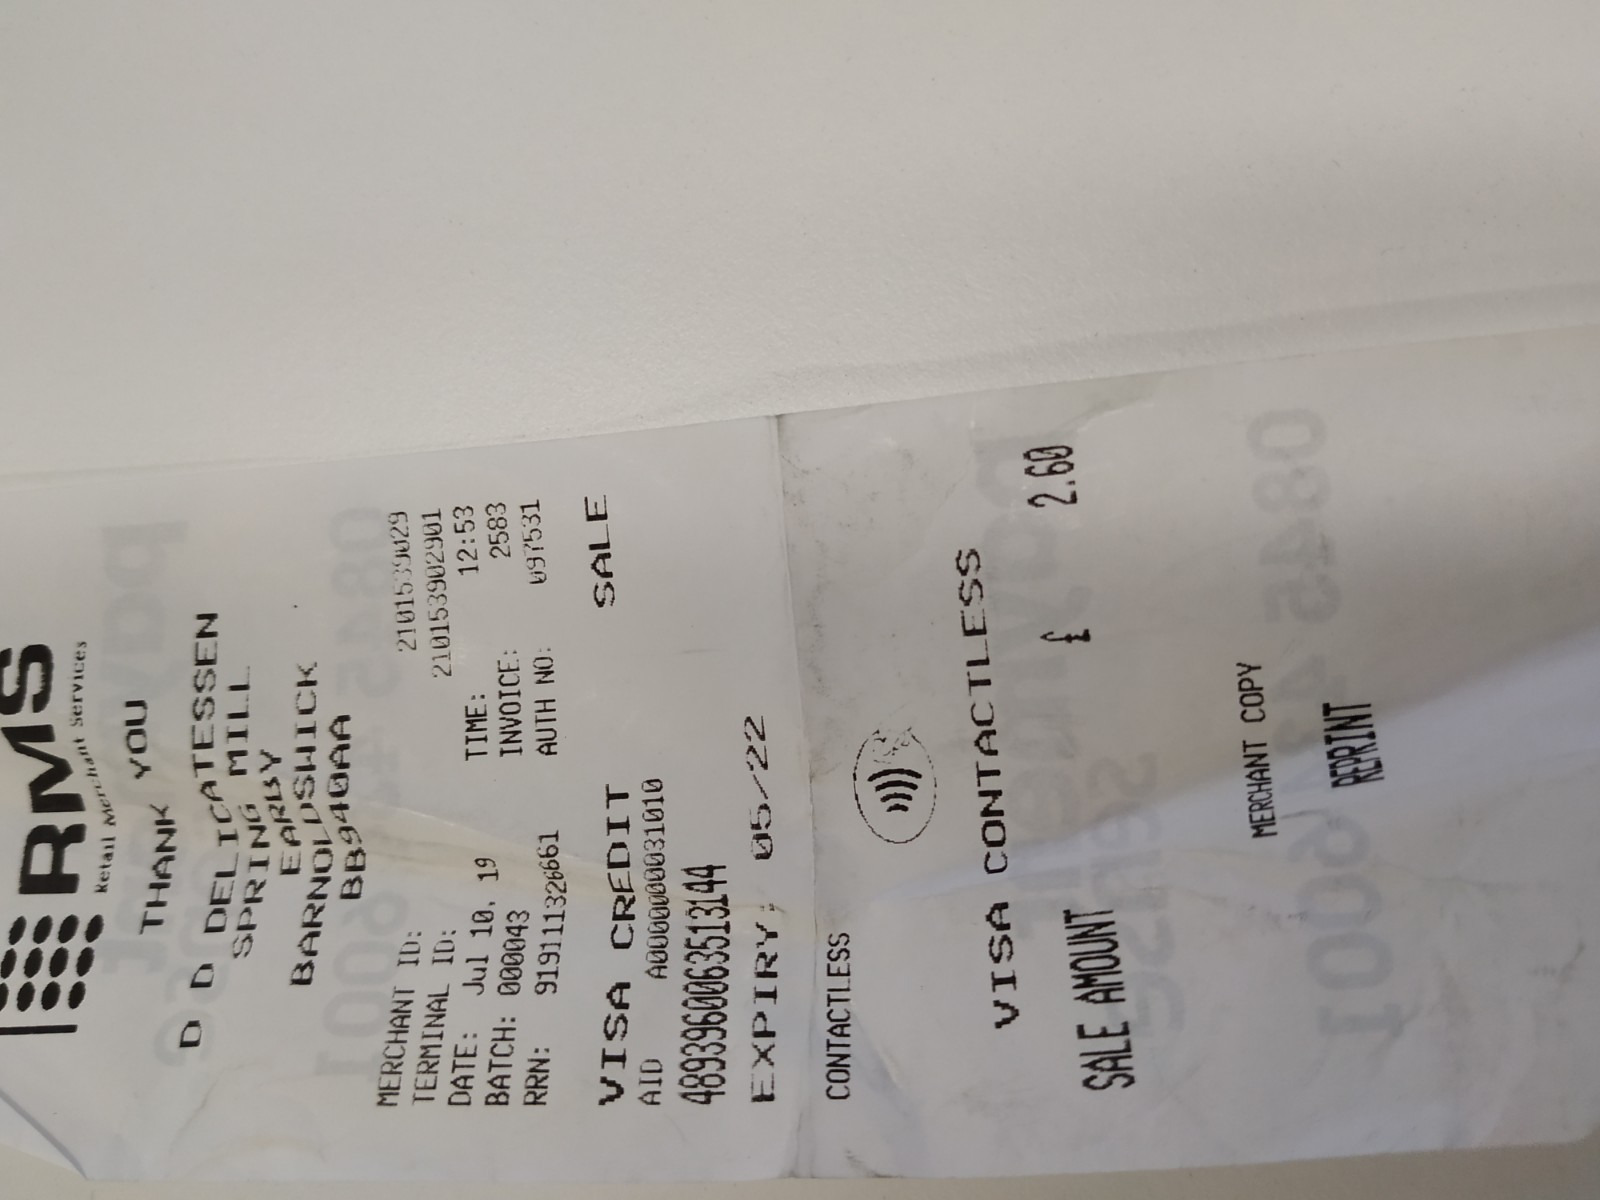 RMS
Retail Merchant Services
THANK YOU
D D DELICATESSEN
SPRING MILL
EARBY
BARNOLDSWICK
BB940AA
MERCHANT ID: 2101539029
TERMINAL ID: 210153902901
DATE: Jul 10, 19 TIME: 12:53
BATCH: 000043 INVOICE: 2583
RRN: 919111326661 AUTH NO: 097531
VISA CREDIT SALE
AID A0000000031010
4893960063513144
EXPIRY: 05/22
CONTACTLESS
VISA CONTACTLESS
SALE AMOUNT £ 2.60
MERCHANT COPY
REPRINT